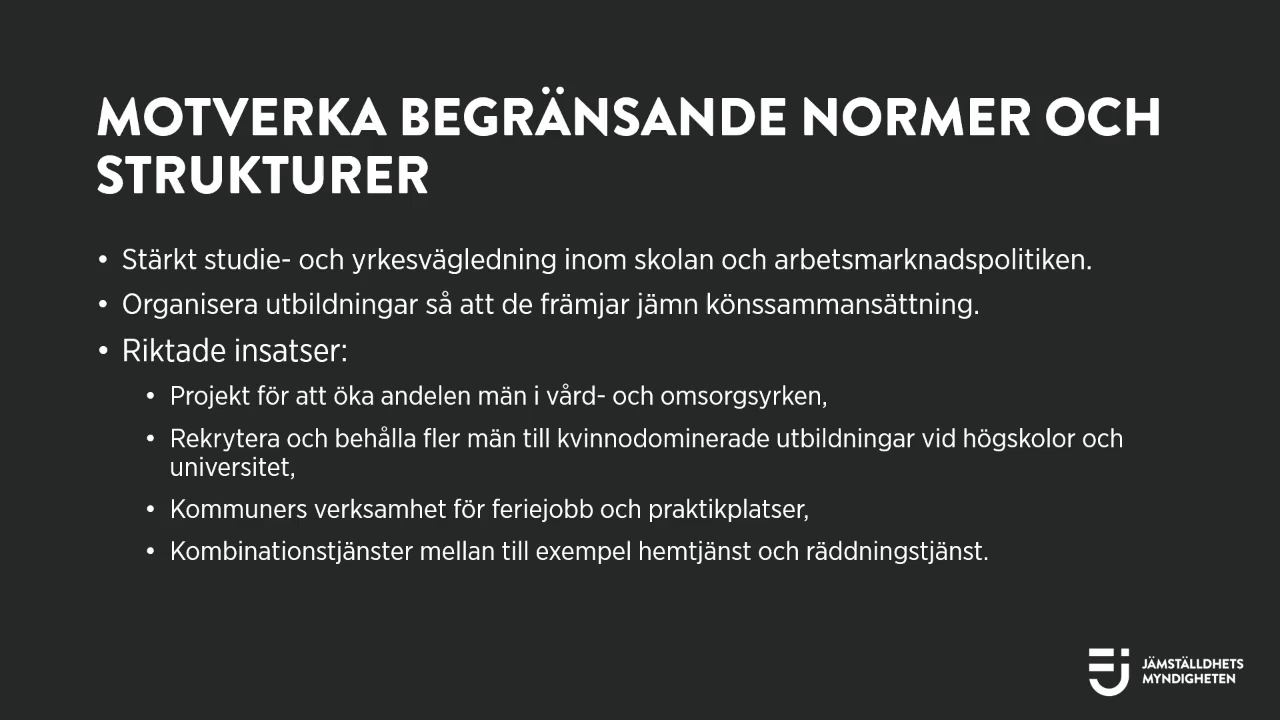 MOTVERKA BEGRÄNSANDE NORMER OCH
STRUKTURER
• Stärkt studie- och yrkesvägledning inom skolan och arbetsmarknadspolitiken.
• Organisera utbildningar så att de främjar jämn könssammansättning.
• Riktade insatser:
• Projekt för att öka andelen män i vård- och omsorgsyrken,
• Rekrytera och behålla fler män till kvinnodominerade utbildningar vid högskolor och
universitet,
• Kommuners verksamhet för feriejobb och praktikplatser,
• Kombinationstjänster mellan till exempel hemtjänst och räddningstjänst.
JÄMSTÄLLDHETS
MYNDIGHETEN